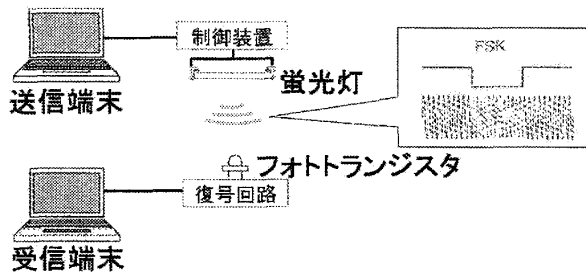 制御装置
FSK
送信端末
蛍光灯
フォトトランジスタ
復号回路
受信端末